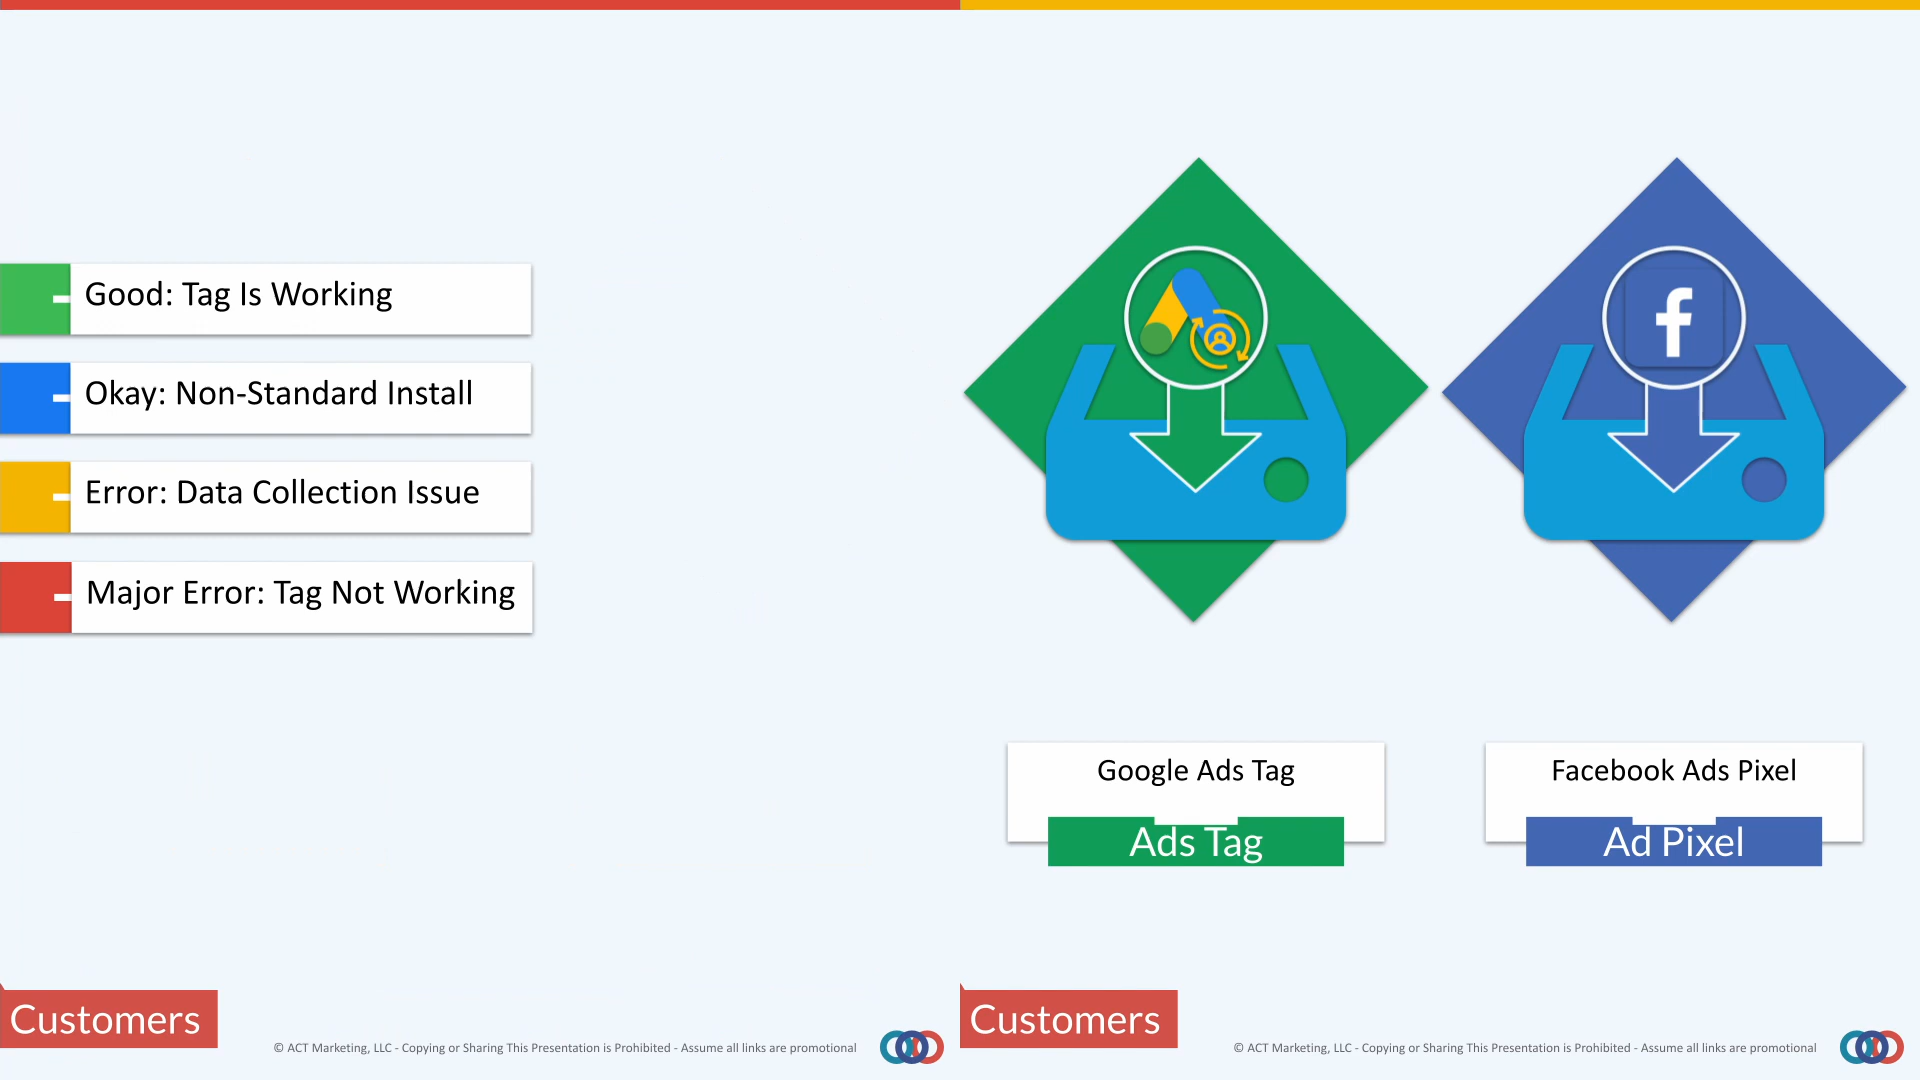 Good: Tag Is Working
Okay: Non-Standard Install
Error: Data Collection Issue
Major Error: Tag Not Working
Customers
© ACT Marketing, LLC - Copying or Sharing This Presentation is Prohibited - Assume all links are promotional
Google Ads Tag
Ads Tag
Facebook Ads Pixel
Ad Pixel
Customers
© ACT Marketing, LLC - Copying or Sharing This Presentation is Prohibited - Assume all links are promotional